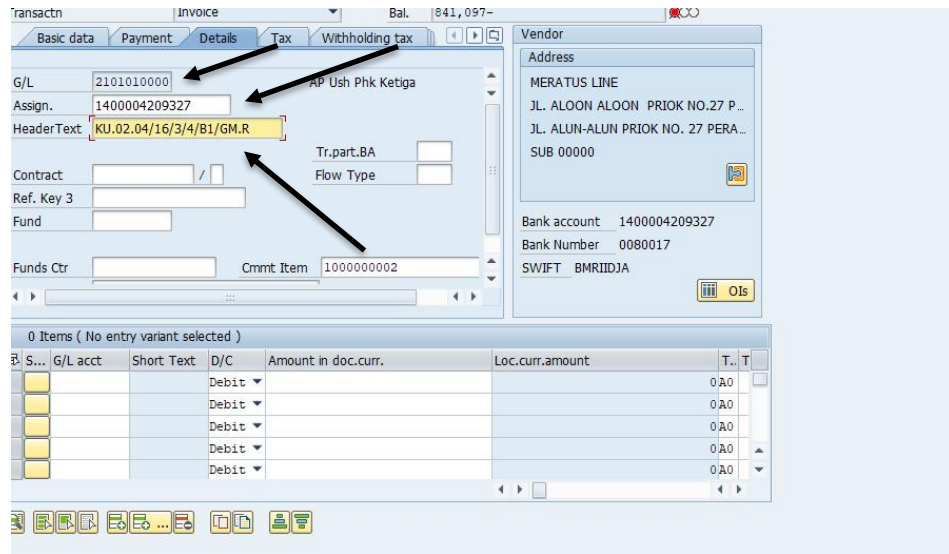 Transactn Invoice Bal. 841,097-
Basic data Payment Details Tax Withholding tax
G/L 2101010000 AP Ush Phk Ketiga
Assign. 1400004209327
HeaderText KU.02.04/16/3/4/B1/GM.R
Tr.part.BA
Contract / Flow Type
Ref. Key 3
Fund
Funds Ctr Cmmt Item 1000000002
Vendor
Address
MERATUS LINE
JL. ALOON ALOON PRIOK NO.27 P...
JL. ALUN-ALUN PRIOK NO. 27 PERA...
SUB 00000
Bank account 1400004209327
Bank Number 0080017
SWIFT BMRIIDJA
OIs
0 Items ( No entry variant selected )
S... G/L acct Short Text D/C Amount in doc.curr. Loc.curr.amount T.. T
Debit 0 A0
Debit 0 A0
Debit 0 A0
Debit 0 A0
Debit 0 A0